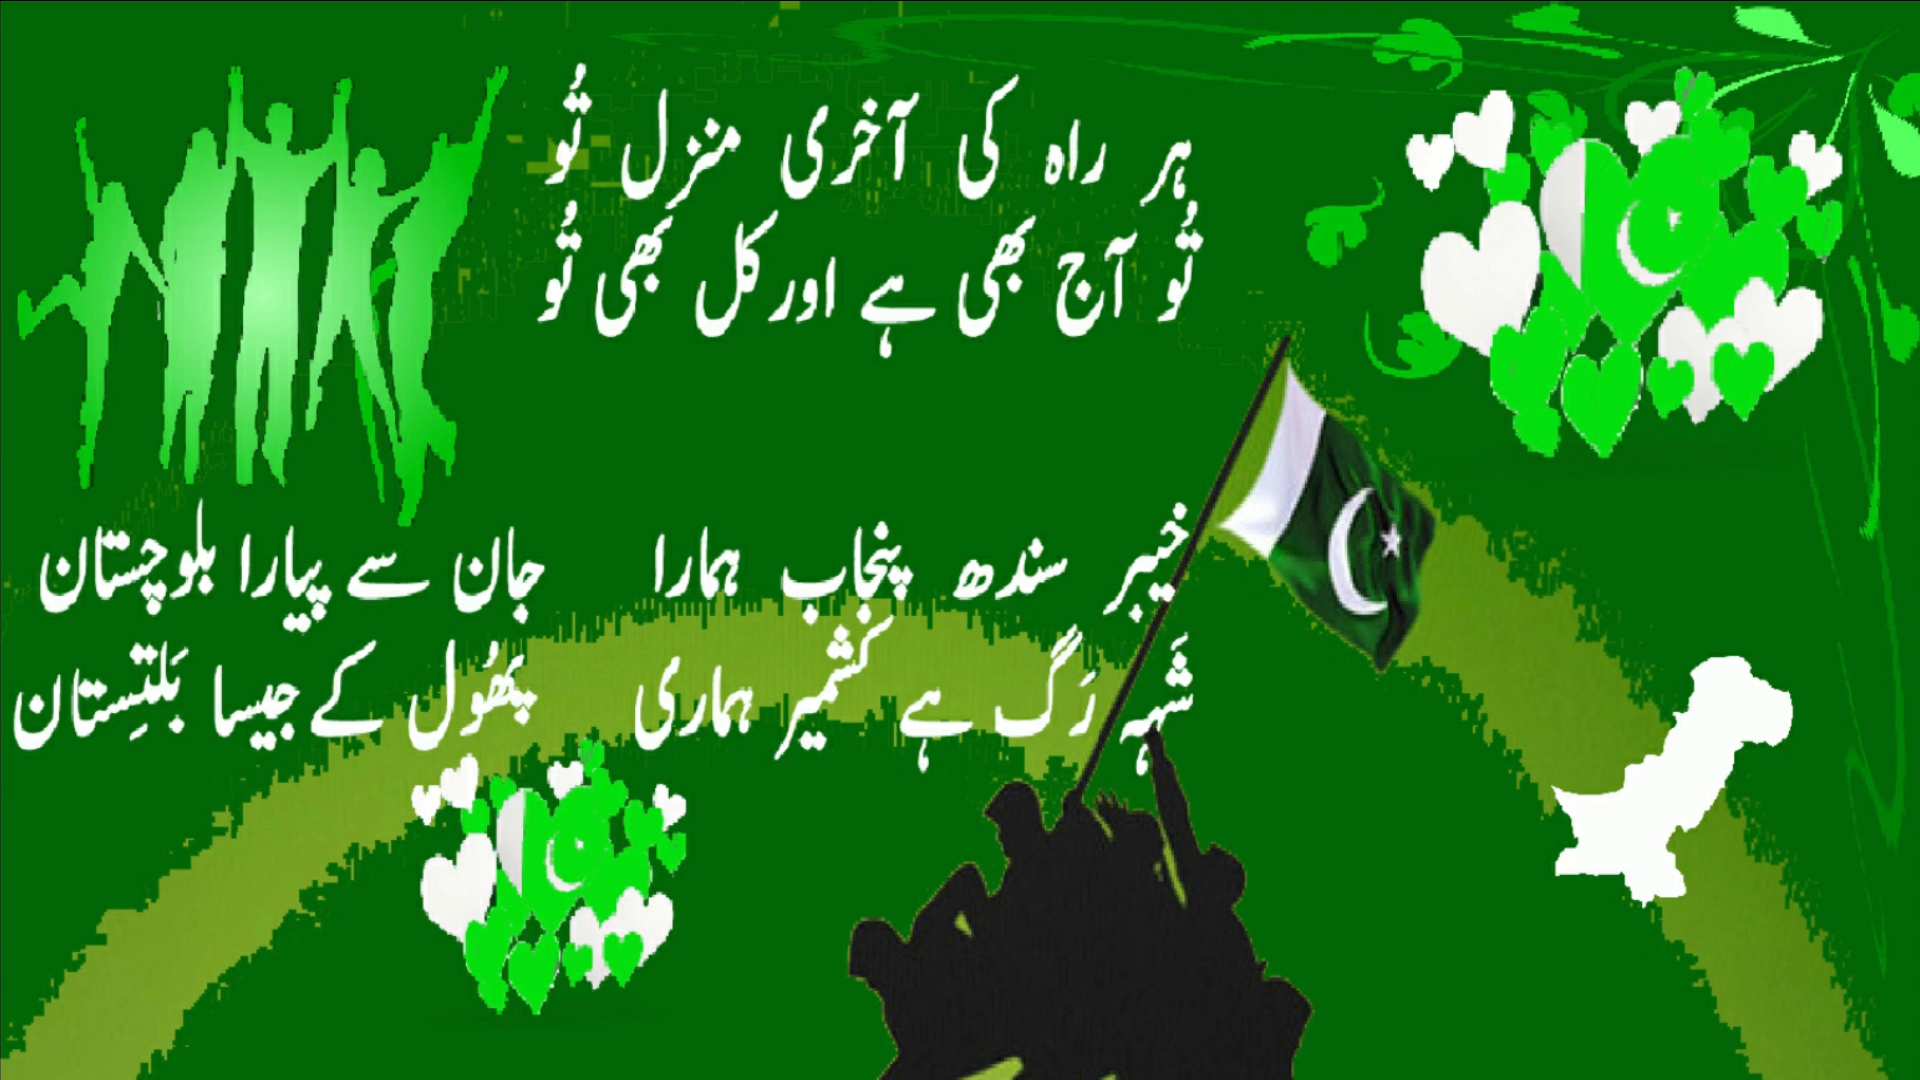 ہر راہ کی آخری منزل تُو
تُو آج بھی ہے اور کل بھی تُو
خیبر سندھ پنجاب ہمارا جان سے پیارا بلوچستان
شَہہ رَگ ہے کشمیر ہماری پھُول کے جیسا بَلتِستان